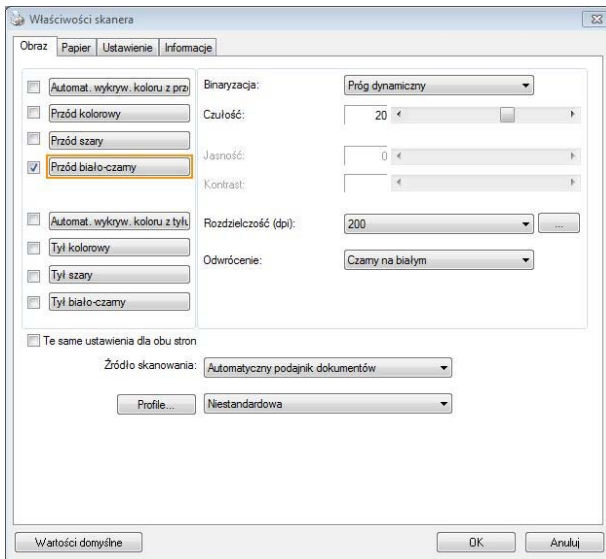 Właściwości skanera
Obraz Papier Ustawienie Informacje
Automat. wykryw. koloru z prze
Przód kolorowy
Przód szary
Przód biało-czarny
Automat. wykryw. koloru z tyłu
Tył kolorowy
Tył szary
Tył biało-czarny
Binaryzacja: Próg dynamiczny
Czułość: 20
Jasność: 0
Kontrast:
Rozdzielczość (dpi): 200 ...
Odwrócenie: Czarny na białym
Te same ustawienia dla obu stron
Źródło skanowania: Automatyczny podajnik dokumentów
Profile... Niestandardowa
Wartości domyślne OK Anuluj